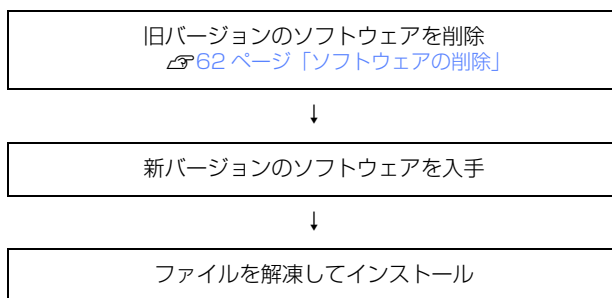 旧バージョンのソフトウェアを削除
62 ページ「ソフトウェアの削除」
↓
新バージョンのソフトウェアを入手
↓
ファイルを解凍してインストール